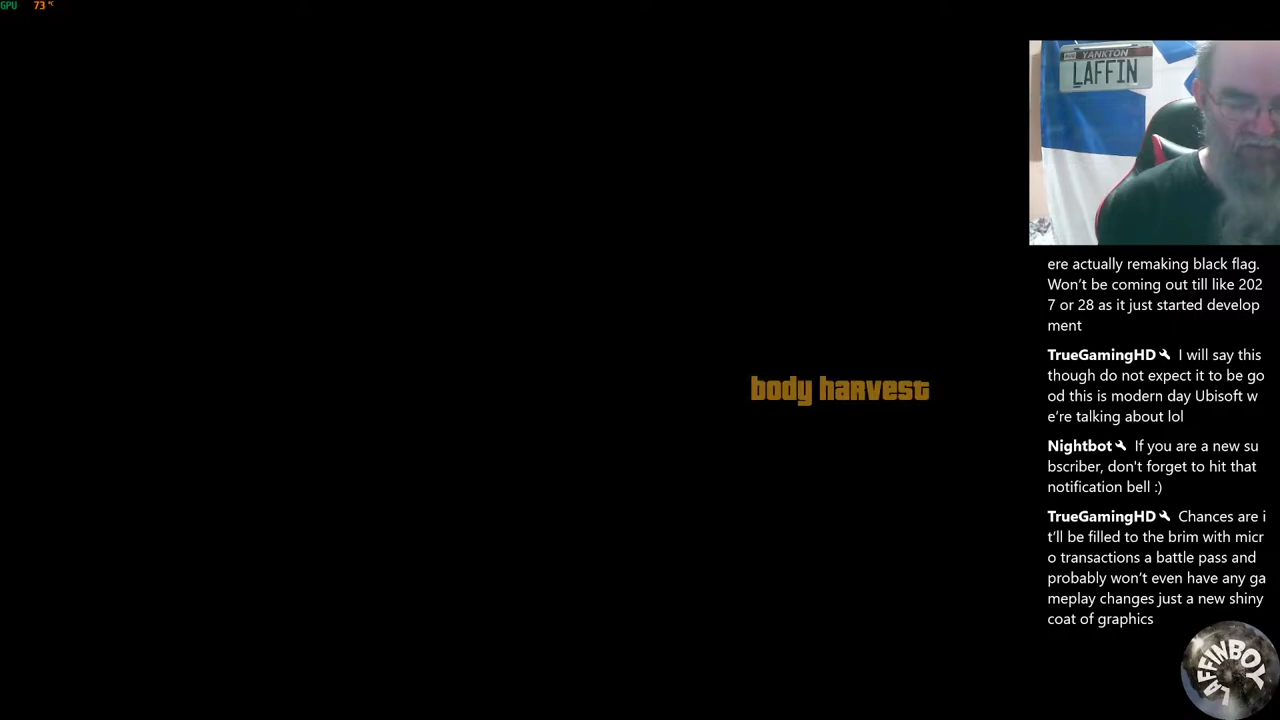 GPU 73 °C
YANKTON
LAFFIN
ere actually remaking black flag.
Won't be coming out till like 202
7 or 28 as it just started develop
ment
TrueGamingHD I will say this
though do not expect it to be go
od this is modern day Ubisoft w
e're talking about lol
body harvest
Nightbot If you are a new su
bscriber, don't forget to hit that
notification bell :)
TrueGamingHD Chances are i
t'll be filled to the brim with micr
o transactions a battle pass and
probably won't even have any ga
meplay changes just a new shiny
coat of graphics
LAFFINBOY